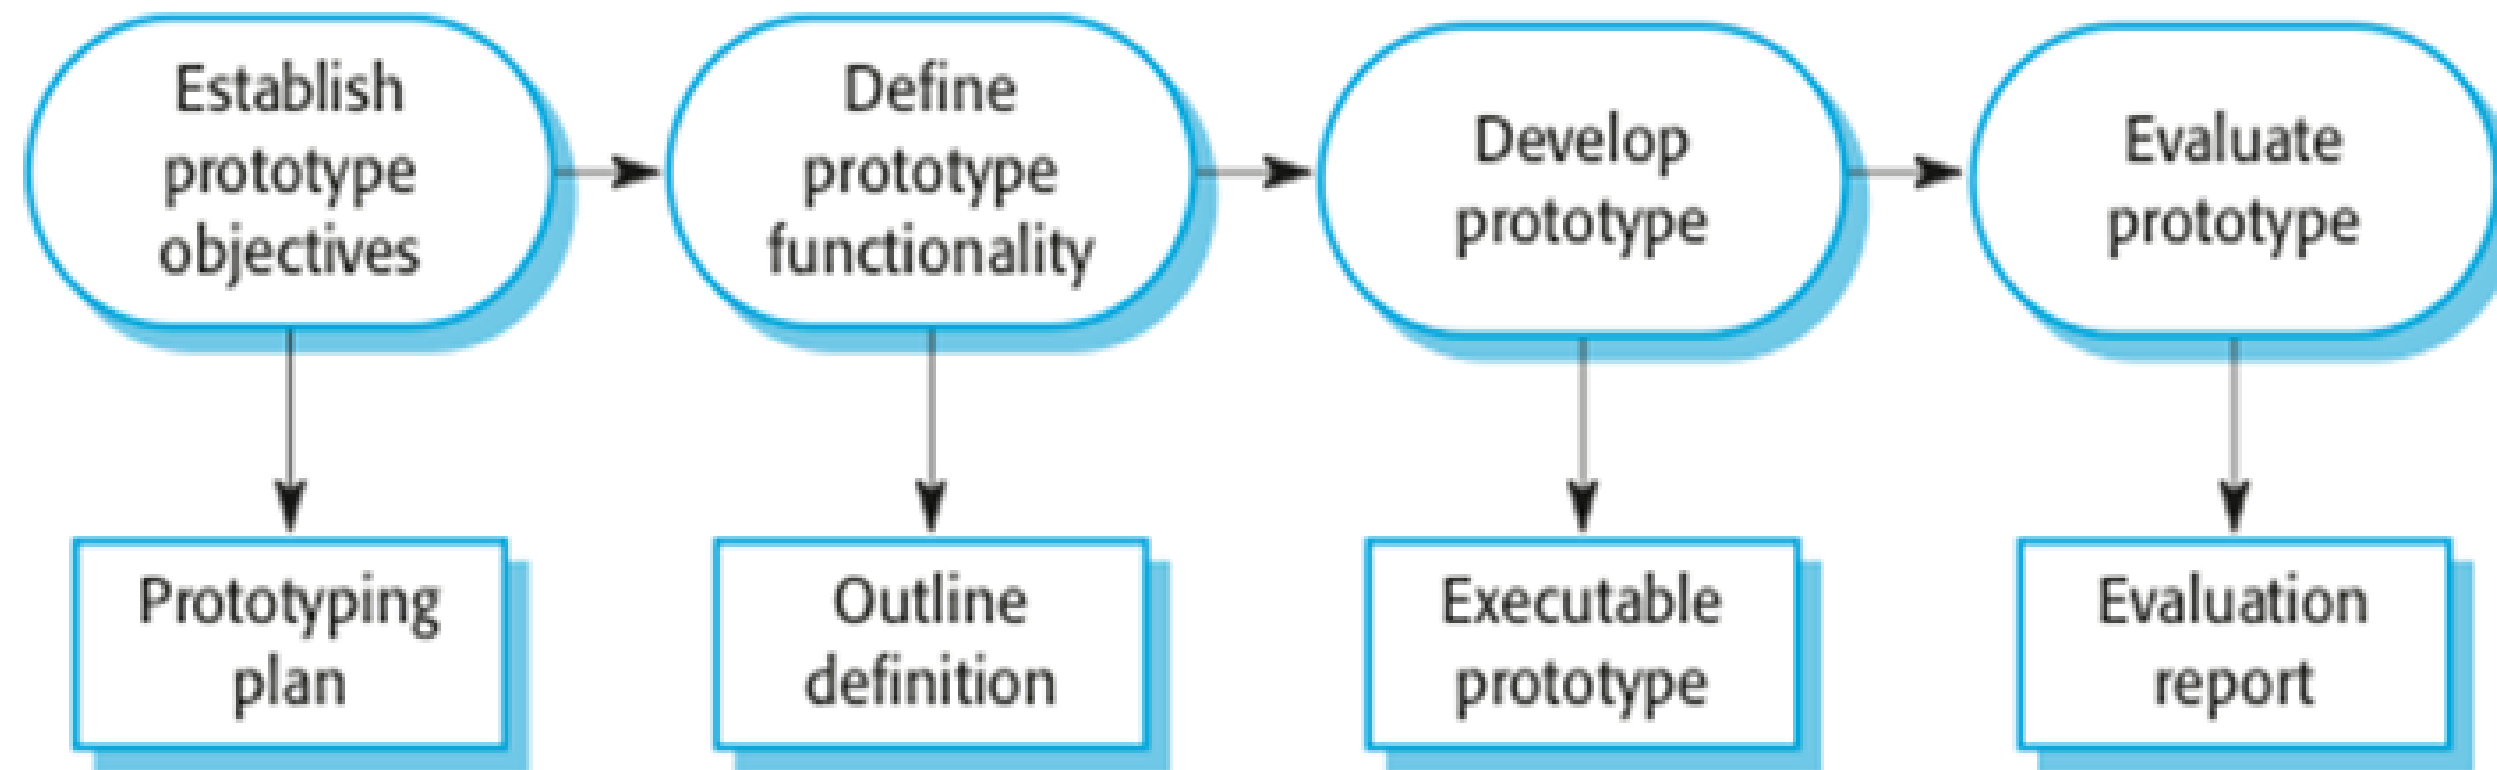 Establish
prototype
objectives
Define
prototype
functionality
Develop
prototype
Evaluate
prototype
Prototyping
plan
Outline
definition
Executable
prototype
Evaluation
report